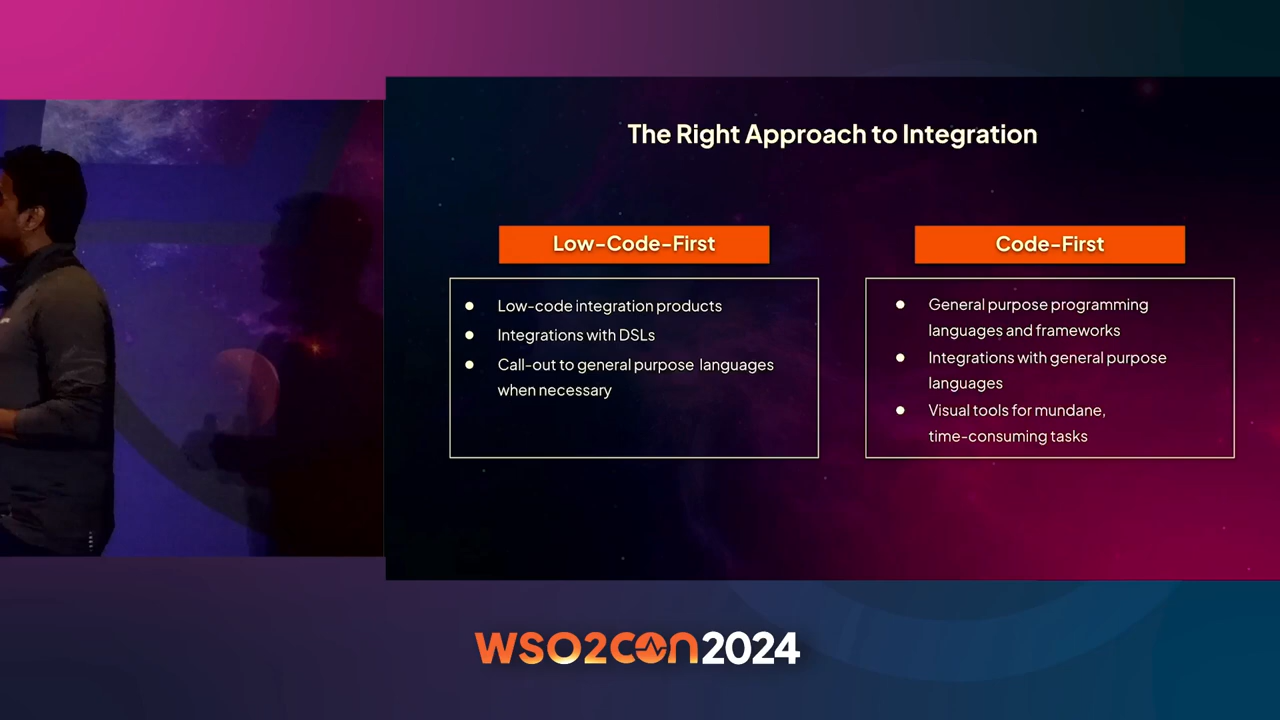 The Right Approach to Integration
Low-Code-First
Low-code integration products
Integrations with DSLs
Call-out to general purpose languages
when necessary
Code-First
General purpose programming
languages and frameworks
Integrations with general purpose
languages
Visual tools for mundane,
time-consuming tasks
WSO2CON2024